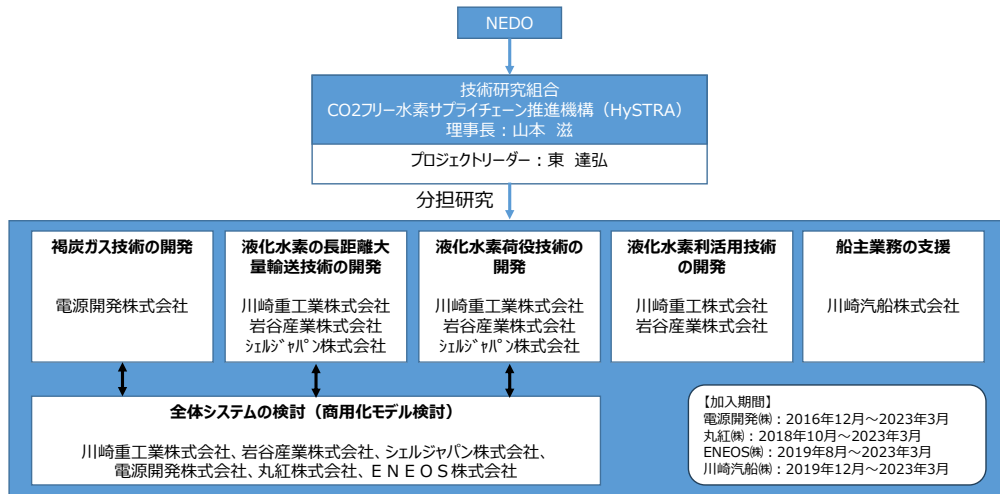 NEDO
技術研究組合
CO2フリー水素サプライチェーン推進機構（HySTRA）
理事長：山本 滋
プロジェクトリーダー：東 達弘
分担研究
褐炭ガス技術の開発
電源開発株式会社
液化水素の長距離大
量輸送技術の開発
川崎重工業株式会社
岩谷産業株式会社
ｼｪﾙｼﾞｬﾊﾟﾝ株式会社
液化水素荷役技術の
開発
川崎重工業株式会社
岩谷産業株式会社
ｼｪﾙｼﾞｬﾊﾟﾝ株式会社
液化水素利活用技術
の開発
川崎重工株式会社
岩谷産業株式会社
船主業務の支援
川崎汽船株式会社
全体システムの検討（商用化モデル検討）
川崎重工業株式会社、岩谷産業株式会社、シェルジャパン株式会社、
電源開発株式会社、丸紅株式会社、ＥＮＥＯＳ株式会社
【加入期間】
電源開発㈱：2016年12月～2023年3月
丸紅㈱：2018年10月～2023年3月
ENEOS㈱：2019年8月～2023年3月
川崎汽船㈱：2019年12月～2023年3月